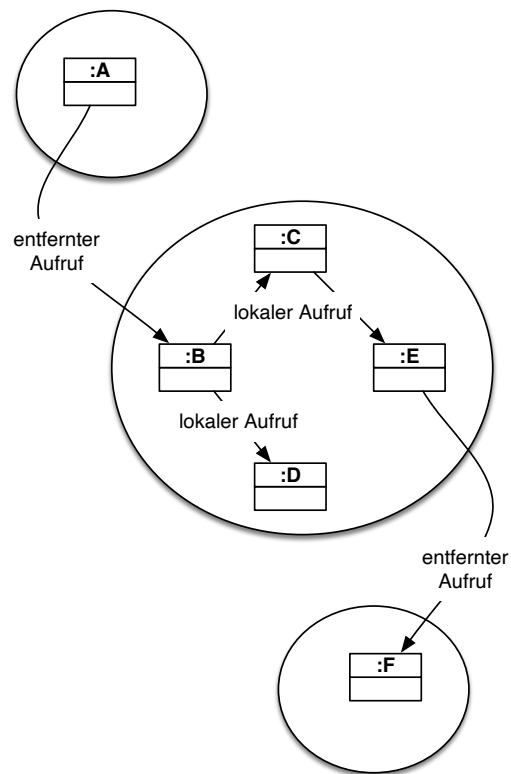 :A
entfernter
Aufruf
:C
lokaler Aufruf
:B
:E
lokaler Aufruf
:D
entfernter
Aufruf
:F